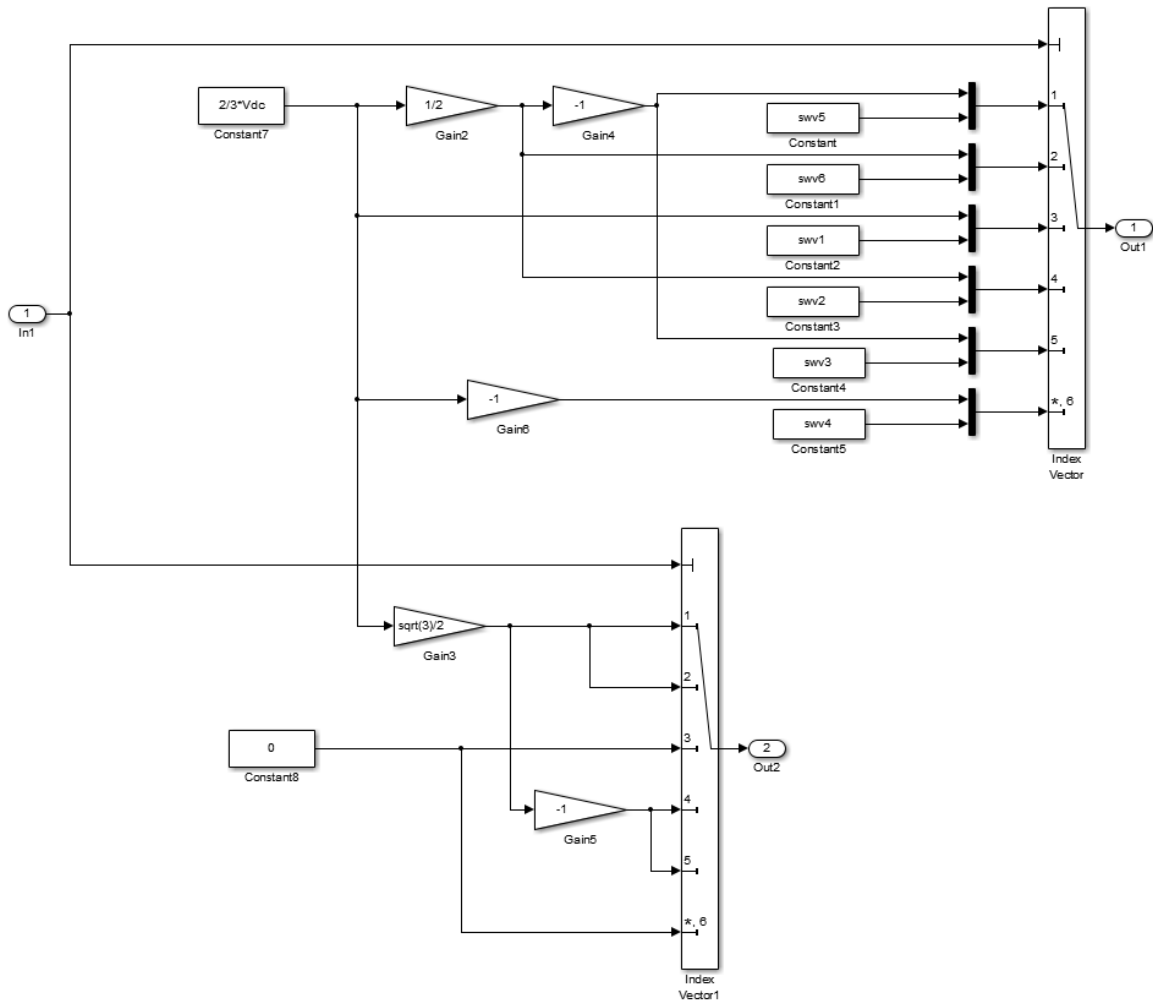 1
2/3*Vdc
1/2
-1
swv5
Constant7
Gain2
Gain4
Constant
2
swv6
Constant1
3
1
swv1
Out1
Constant2
4
swv2
1
Constant3
In1
5
swv3
Constant4
-1
*, 6
Gain6
swv4
Constant5
Index
Vector
1
sqrt(3)/2
Gain3
2
3
0
2
Constant8
Out2
4
-1
Gain5
5
*, 6
Index
Vector1